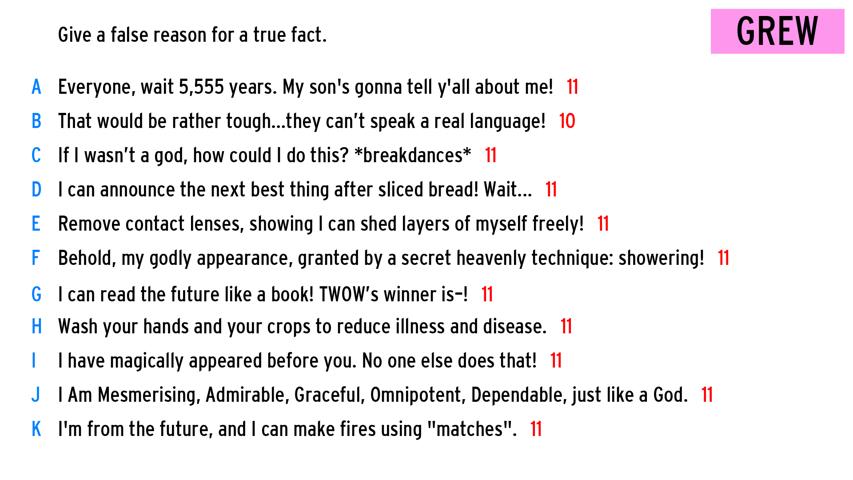 Give a false reason for a true fact.
GREW
A Everyone, wait 5,555 years. My son's gonna tell y'all about me! 11
B That would be rather tough...they can’t speak a real language! 10
C If I wasn’t a god, how could I do this? *breakdances* 11
D I can announce the next best thing after sliced bread! Wait... 11
E Remove contact lenses, showing I can shed layers of myself freely! 11
F Behold, my godly appearance, granted by a secret heavenly technique: showering! 11
G I can read the future like a book! TWOW’s winner is–! 11
H Wash your hands and your crops to reduce illness and disease. 11
I I have magically appeared before you. No one else does that! 11
J I Am Mesmerising, Admirable, Graceful, Omnipotent, Dependable, just like a God. 11
K I'm from the future, and I can make fires using "matches". 11